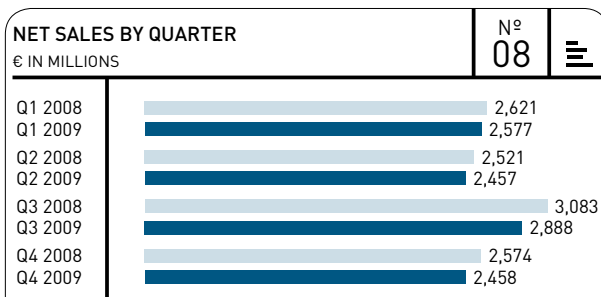 NET SALES BY QUARTER
€ IN MILLIONS
Nº
08
Q1 2008 2,621
Q1 2009 2,577
Q2 2008 2,521
Q2 2009 2,457
Q3 2008 3,083
Q3 2009 2,888
Q4 2008 2,574
Q4 2009 2,458